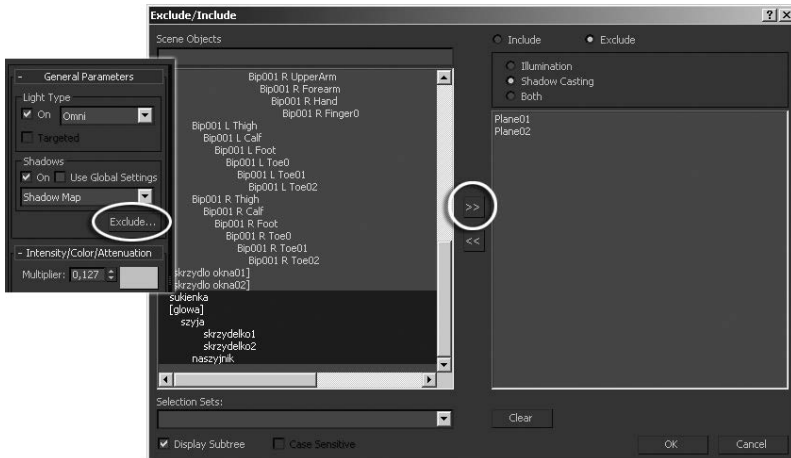 Exclude/Include
Scene Objects
Bip001 R UpperArm
Bip001 R Forearm
Bip001 R Hand
Bip001 R Finger0
Bip001 L Thigh
Bip001 L Calf
Bip001 L Foot
Bip001 L Toe0
Bip001 L Toe01
Bip001 L Toe02
Bip001 R Thigh
Bip001 R Calf
Bip001 R Foot
Bip001 R Toe0
Bip001 R Toe01
Bip001 R Toe02
skrzydlo okna01]
skrzydlo okna02]
sukienka
[glowa]
szyja
skrzydelko1
skrzydelko2
naszyjnik
Selection Sets:
Display Subtree
Case Sensitive
>>
<<
Include
Exclude
Illumination
Shadow Casting
Both
Plane01
Plane02
Clear
OK
Cancel
- General Parameters
Light Type
On Omni
Targeted
Shadows
On Use Global Settings
Shadow Map
Exclude...
- Intensity/Color/Attenuation
Multiplier: 0,127